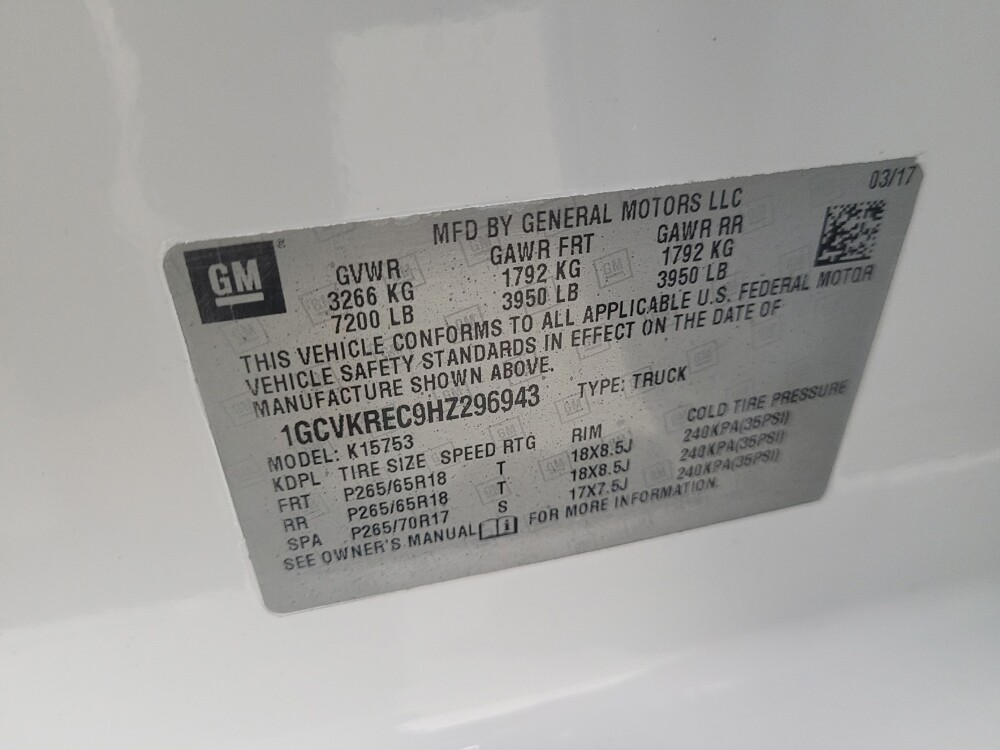 03/17
MFD BY GENERAL MOTORS LLC
GM ®
GVWR GAWR FRT GAWR RR
3266 KG 1792 KG 1792 KG
7200 LB 3950 LB 3950 LB
THIS VEHICLE CONFORMS TO ALL APPLICABLE U.S. FEDERAL MOTOR
VEHICLE SAFETY STANDARDS IN EFFECT ON THE DATE OF
MANUFACTURE SHOWN ABOVE.
1GCVKREC9HZ296943 TYPE: TRUCK
MODEL: K15753
KDPL TIRE SIZE SPEED RTG RIM COLD TIRE PRESSURE
FRT P265/65R18 T 18X8.5J 240KPA(35PSI)
RR P265/65R18 T 18X8.5J 240KPA(35PSI)
SPA P265/70R17 S 17X7.5J 240KPA(35PSI)
SEE OWNER'S MANUAL i FOR MORE INFORMATION.